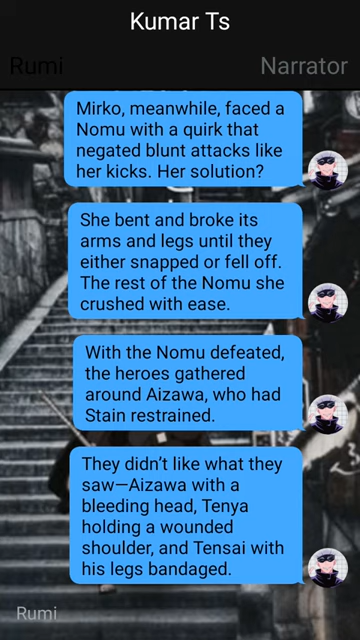 Kumar Ts
Rumi
Narrator
Mirko, meanwhile, faced a
Nomu with a quirk that
negated blunt attacks like
her kicks. Her solution?
She bent and broke its
arms and legs until they
either snapped or fell off.
The rest of the Nomu she
crushed with ease.
With the Nomu defeated,
the heroes gathered
around Aizawa, who had
Stain restrained.
They didn’t like what they
saw—Aizawa with a
bleeding head, Tenya
holding a wounded
shoulder, and Tensai with
his legs bandaged.
Rumi